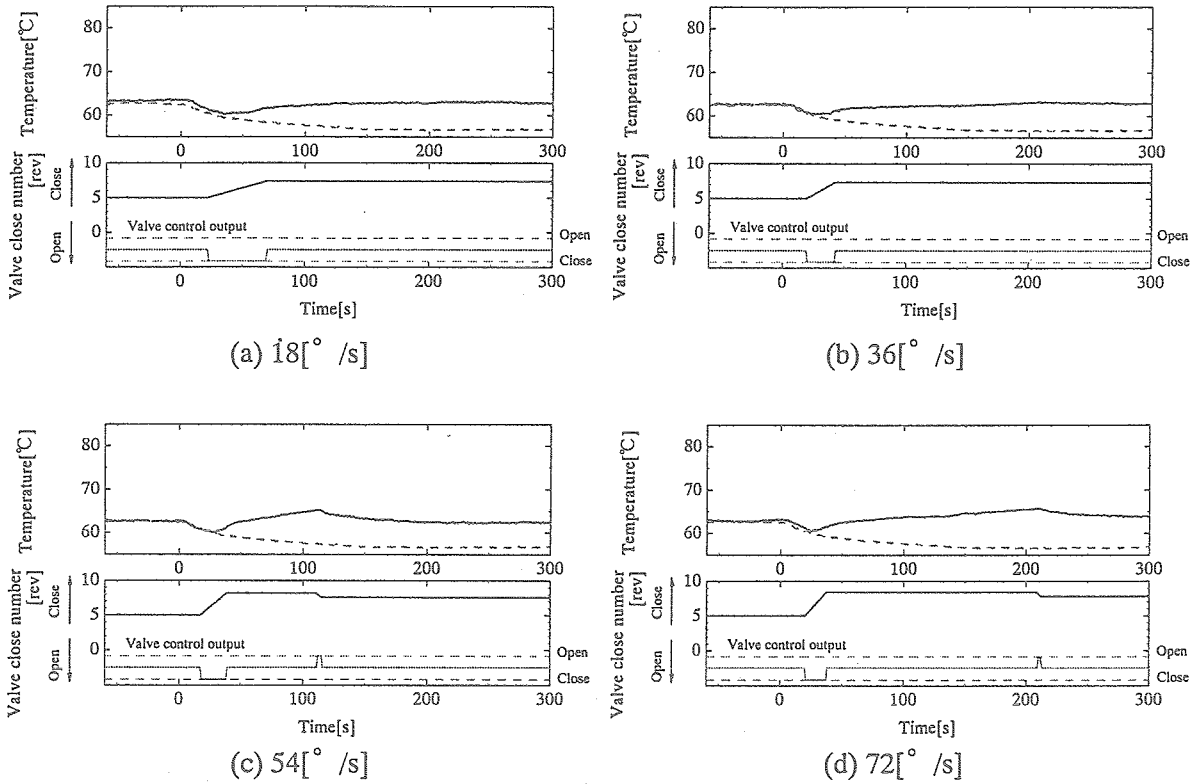 Temperature[℃]
80
70
60
0
100
200
300
Valve close number
[rev]
Close
Open
10
5
0
Valve control output
Open
Close
0
100
200
300
Time[s]
(a) 18[° /s]
Temperature[℃]
80
70
60
0
100
200
300
Valve close number
[rev]
Close
Open
10
5
0
Valve control output
Open
Close
0
100
200
300
Time[s]
(b) 36[° /s]
Temperature[℃]
80
70
60
0
100
200
300
Valve close number
[rev]
Close
Open
10
5
0
Valve control output
Open
Close
0
100
200
300
Time[s]
(c) 54[° /s]
Temperature[℃]
80
70
60
0
100
200
300
Valve close number
[rev]
Close
Open
10
5
0
Valve control output
Open
Close
0
100
200
300
Time[s]
(d) 72[° /s]